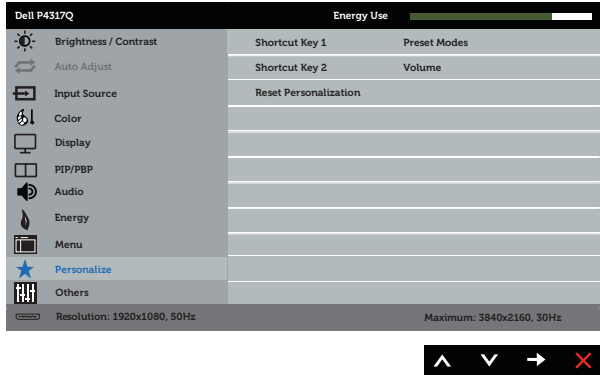 Dell P4317Q Energy Use
Brightness / Contrast Shortcut Key 1 Preset Modes
Auto Adjust Shortcut Key 2 Volume
Input Source Reset Personalization
Color
Display
PIP/PBP
Audio
Energy
Menu
Personalize
Others
Resolution: 1920x1080, 50Hz Maximum: 3840x2160, 30Hz